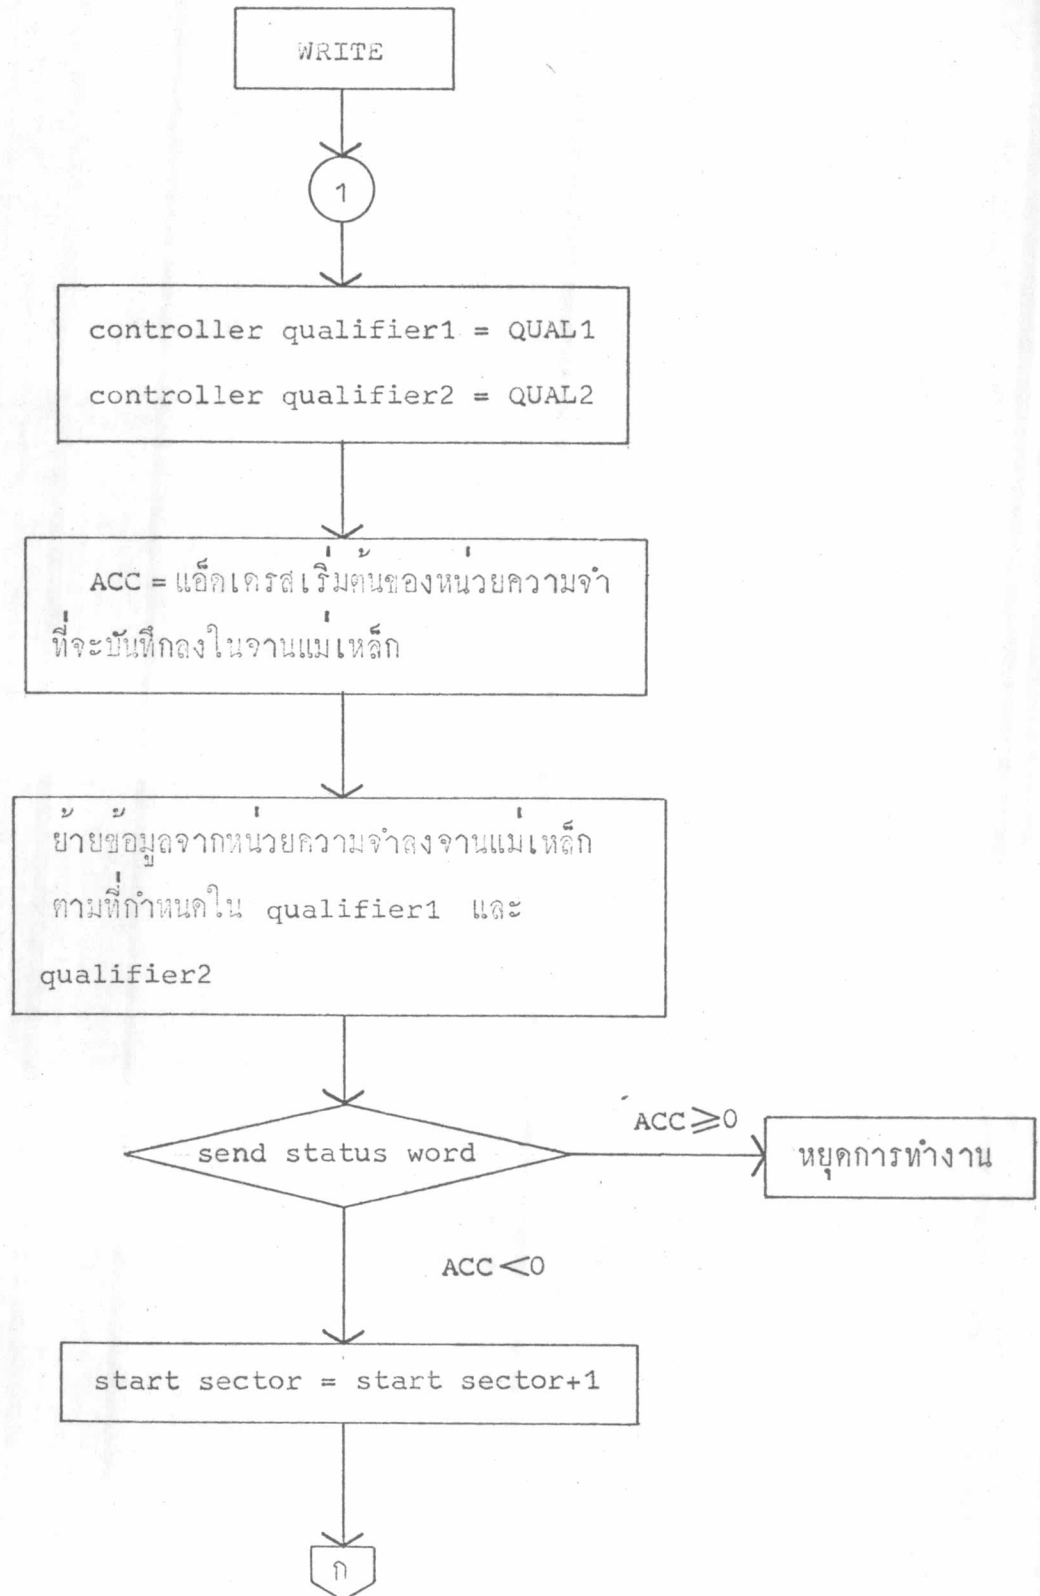 WRITE
1
controller qualifier1 = QUAL1
controller qualifier2 = QUAL2
ACC = แอ็คเดรสเริ่มต้นของหน่วยความจำ
ที่จะบันทึกลงในจานแม่เหล็ก
ย้ายข้อมูลจากหน่วยความจำลงจานแม่เหล็ก
ตามที่กำหนดใน qualifier1 และ
qualifier2
send status word
ACC⩾0
หยุดการทำงาน
ACC<0
start sector = start sector+1
ก